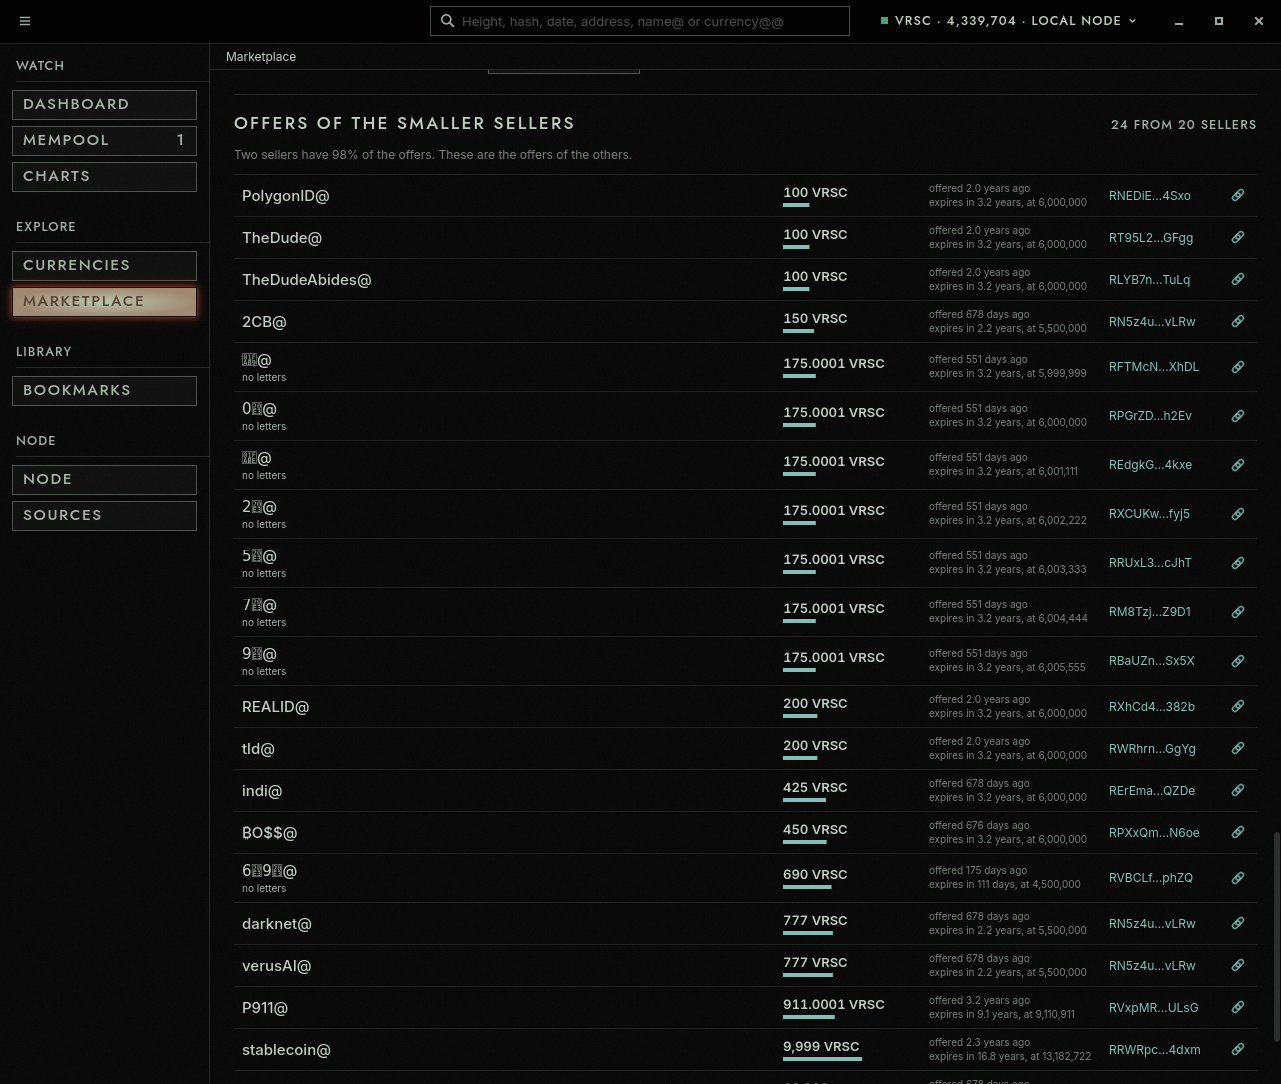 Height, hash, date, address, name@ or currency@@
VRSC · 4,339,704 · LOCAL NODE
WATCH
DASHBOARD
MEMPOOL 1
CHARTS
EXPLORE
CURRENCIES
MARKETPLACE
LIBRARY
BOOKMARKS
NODE
NODE
SOURCES
Marketplace
OFFERS OF THE SMALLER SELLERS
24 FROM 20 SELLERS
Two sellers have 98% of the offers. These are the offers of the others.
PolygonID@ 100 VRSC offered 2.0 years ago RNEDiE...4Sxo
expires in 3.2 years, at 6,000,000
TheDude@ 100 VRSC offered 2.0 years ago RT95L2...GFgg
expires in 3.2 years, at 6,000,000
TheDudeAbides@ 100 VRSC offered 2.0 years ago RLYB7n...TuLq
expires in 3.2 years, at 6,000,000
2CB@ 150 VRSC offered 678 days ago RN5z4u...vLRw
expires in 2.2 years, at 5,500,000
@ 175.0001 VRSC offered 551 days ago RFTMcN...XhDL
no letters expires in 3.2 years, at 5,999,999
0@ 175.0001 VRSC offered 551 days ago RPGrZD...h2Ev
no letters expires in 3.2 years, at 6,000,000
@ 175.0001 VRSC offered 551 days ago REdgkG...4kxe
no letters expires in 3.2 years, at 6,001,111
2@ 175.0001 VRSC offered 551 days ago RXCUKw...fyj5
no letters expires in 3.2 years, at 6,002,222
5@ 175.0001 VRSC offered 551 days ago RRUxL3...cJhT
no letters expires in 3.2 years, at 6,003,333
7@ 175.0001 VRSC offered 551 days ago RM8Tzj...Z9D1
no letters expires in 3.2 years, at 6,004,444
9@ 175.0001 VRSC offered 551 days ago RBaUZn...Sx5X
no letters expires in 3.2 years, at 6,005,555
REALID@ 200 VRSC offered 2.0 years ago RXhCd4...382b
expires in 3.2 years, at 6,000,000
tld@ 200 VRSC offered 2.0 years ago RWRhrn...GgYg
expires in 3.2 years, at 6,000,000
indi@ 425 VRSC offered 678 days ago RErEma...QZDe
expires in 3.2 years, at 6,000,000
₿O$$@ 450 VRSC offered 676 days ago RPXxQm...N6oe
expires in 3.2 years, at 6,000,000
69@ 690 VRSC offered 175 days ago RVBCLf...phZQ
no letters expires in 111 days, at 4,500,000
darknet@ 777 VRSC offered 678 days ago RN5z4u...vLRw
expires in 2.2 years, at 5,500,000
verusAI@ 777 VRSC offered 678 days ago RN5z4u...vLRw
expires in 2.2 years, at 5,500,000
P911@ 911.0001 VRSC offered 3.2 years ago RVxpMR...ULsG
expires in 9.1 years, at 9,110,911
stablecoin@ 9,999 VRSC offered 2.3 years ago RRWRpc...4dxm
expires in 16.8 years, at 13,182,722